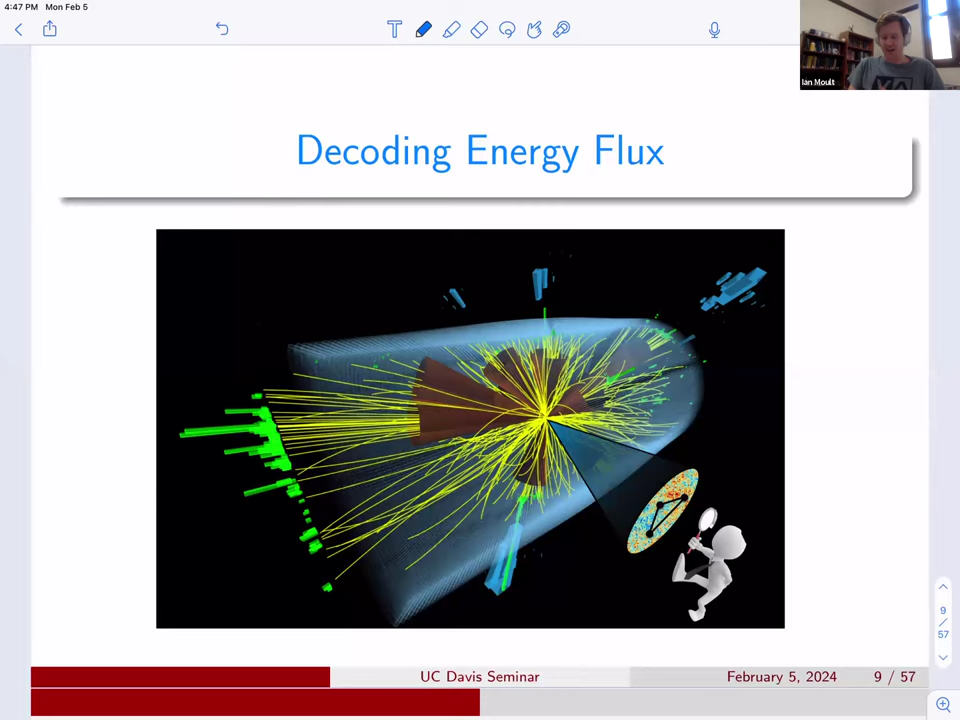 4:47 PM Mon Feb 5
Ian Moult
Decoding Energy Flux
9
/
57
UC Davis Seminar
February 5, 2024
9 / 57